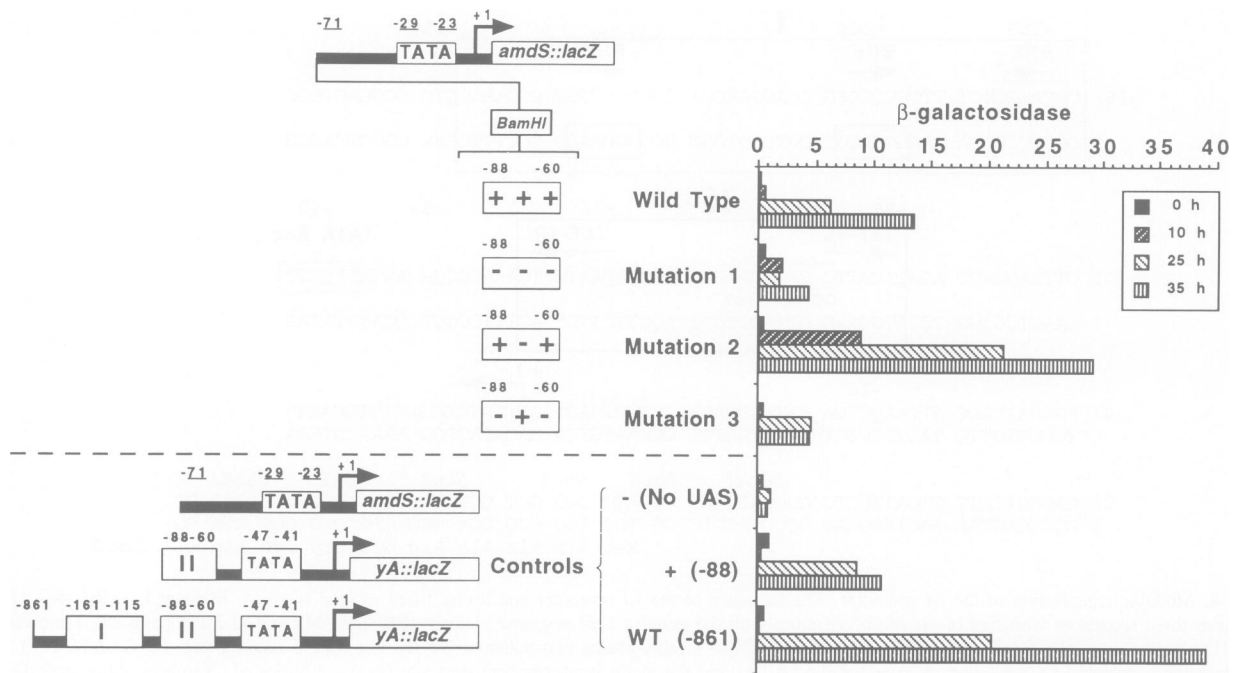 -71 -29 -23 +1
TATA amdS::lacZ
BamHI
β-galactosidase
0 5 10 15 20 25 30 35 40
-88 -60
+ + + Wild Type
-88 -60
- - - Mutation 1
-88 -60
+ - + Mutation 2
-88 -60
- + - Mutation 3
0 h
10 h
25 h
35 h
-71 -29 -23 +1
TATA amdS::lacZ
- (No UAS)
-88-60 -47 -41 +1
II TATA yA::lacZ
Controls
+ (-88)
-861 -161 -115 -88-60 -47 -41 +1
I II TATA yA::lacZ
WT (-861)